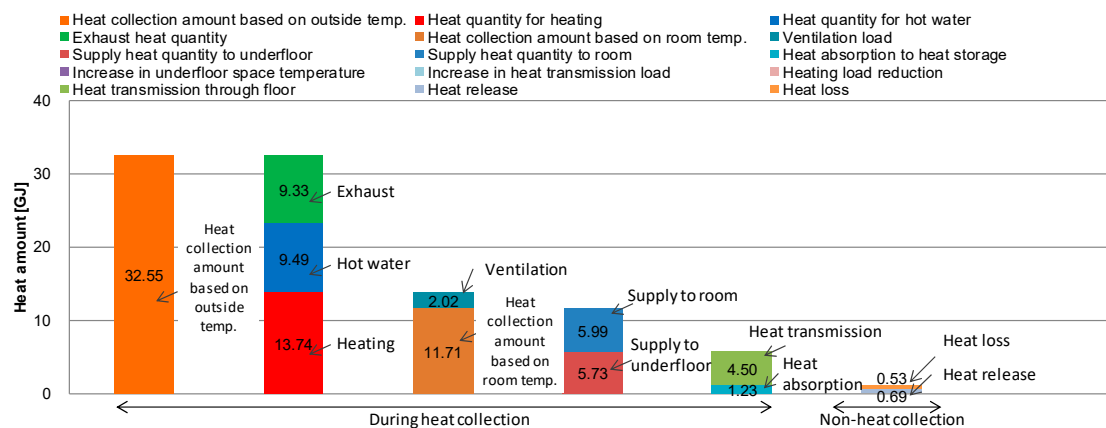 Heat collection amount based on outside temp.
Heat quantity for heating
Heat quantity for hot water
Exhaust heat quantity
Heat collection amount based on room temp.
Ventilation load
Supply heat quantity to underfloor
Supply heat quantity to room
Heat absorption to heat storage
Increase in underfloor space temperature
Increase in heat transmission load
Heating load reduction
Heat transmission through floor
Heat release
Heat loss
Heat amount [GJ]
40
30
20
10
0
32.55
Heat
collection
amount
based on
outside
temp.
9.33
Exhaust
9.49
Hot water
13.74
Heating
Ventilation
2.02
11.71
Heat
collection
amount
based on
room temp.
Supply to room
5.99
Supply to
underfloor
5.73
Heat transmission
4.50
Heat
absorption
1.23
Heat loss
0.53
Heat release
0.69
During heat collection
Non-heat collection